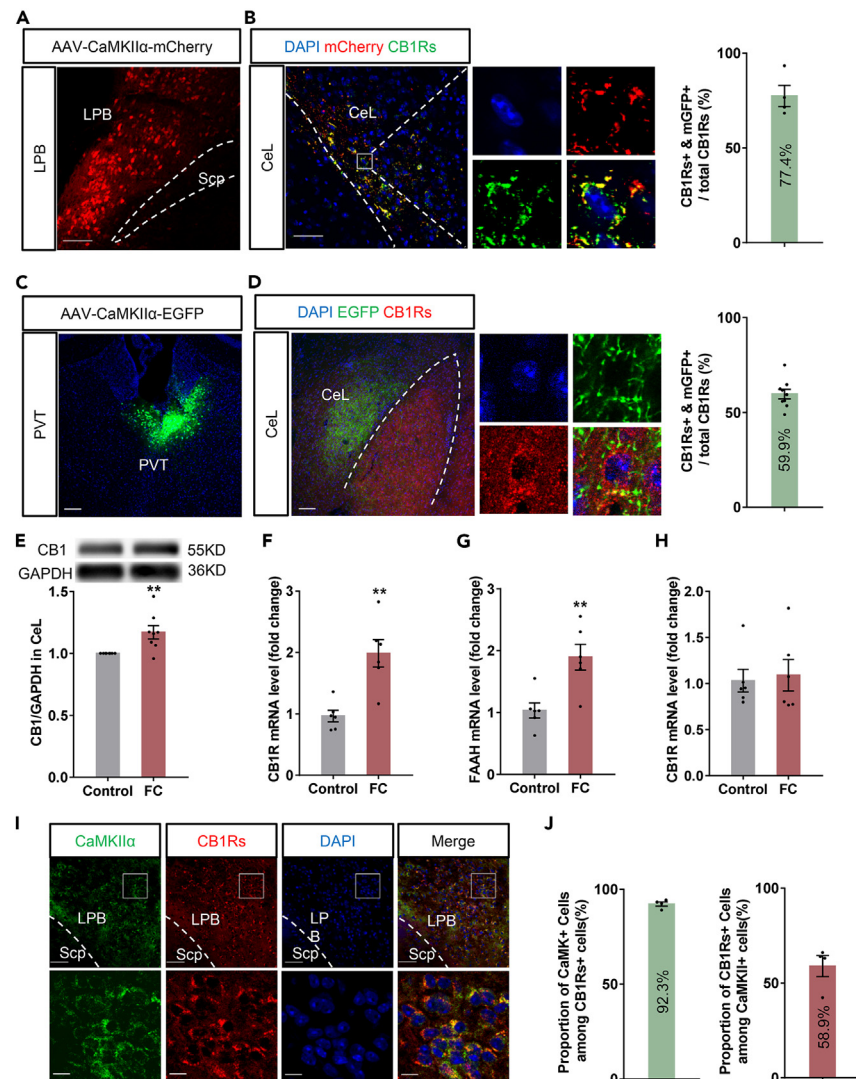 A
AAV-CaMKIIα-mCherry
LPB
LPB
Scp
B
DAPI mCherry CB1Rs
CeL
CeL
CB1Rs+ & mGFP+
/ total CB1Rs (%)
100
50
0
77.4%
C
AAV-CaMKIIα-EGFP
PVT
PVT
D
DAPI EGFP CB1Rs
CeL
CeL
CB1Rs+ & mGFP+
/ total CB1Rs (%)
100
50
0
59.9%
E
CB1
55KD
GAPDH
36KD
**
CB1/GAPDH in CeL
1.5
1.0
0.5
0.0
Control FC
F
**
CB1R mRNA level (fold change)
3
2
1
0
Control FC
G
**
FAAH mRNA level (fold change)
3
2
1
0
Control FC
H
CB1R mRNA level (fold change)
2.0
1.5
1.0
0.5
0.0
Control FC
I
CaMKIIα
CB1Rs
DAPI
Merge
LPB
Scp
LPB
Scp
LP
B
Scp
LPB
Scp
J
Proportion of CaMK+ Cells
among CB1Rs+ cells(%)
100
50
0
92.3%
Proportion of CB1Rs+ Cells
among CaMKII+ cells(%)
100
50
0
58.9%